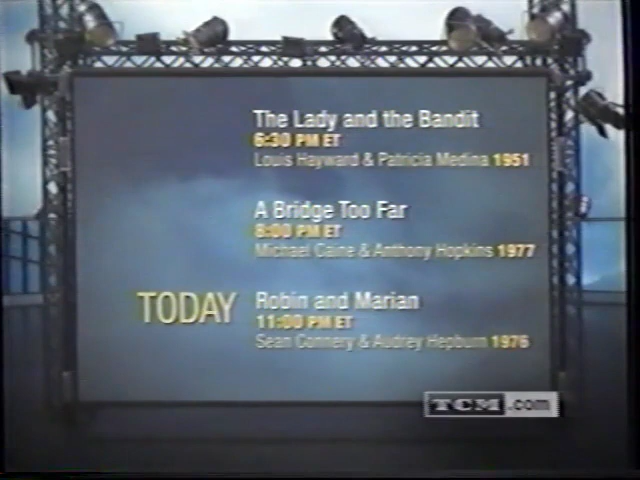 The Lady and the Bandit
6:30 PM ET
Louis Hayward & Patricia Medina 1951
A Bridge Too Far
8:00 PM ET
Michael Caine & Anthony Hopkins 1977
TODAY
Robin and Marian
11:00 PM ET
Sean Connery & Audrey Hepburn 1976
TCM.com